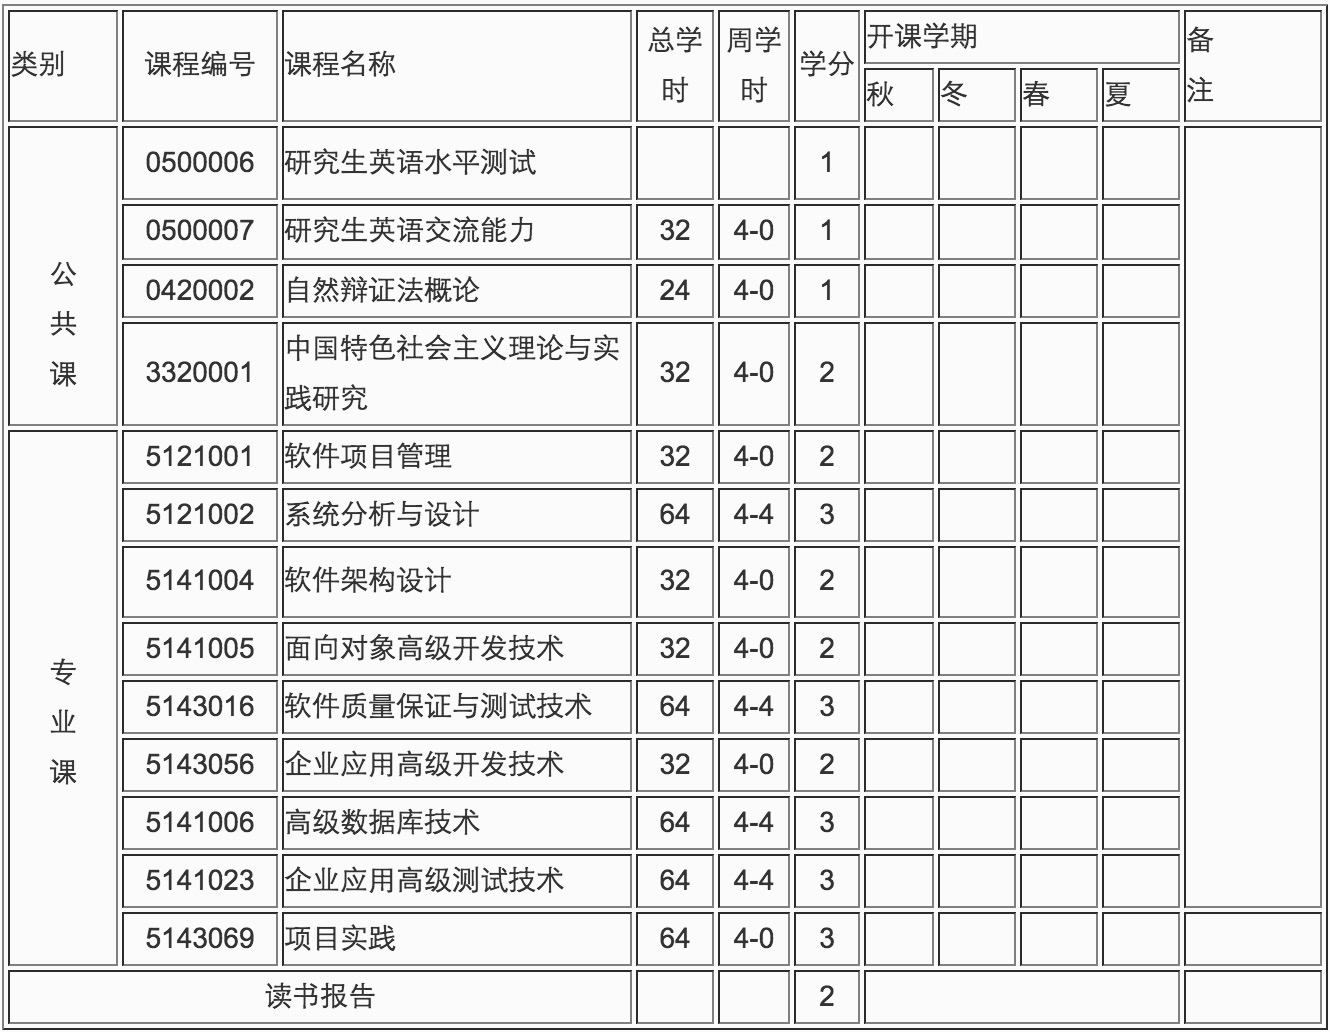 类别 课程编号 课程名称 总学时 周学时 学分 开课学期 备注
秋 冬 春 夏
公共课
0500006 研究生英语水平测试 1
0500007 研究生英语交流能力 32 4-0 1
0420002 自然辩证法概论 24 4-0 1
3320001 中国特色社会主义理论与实
践研究 32 4-0 2
专业课
5121001 软件项目管理 32 4-0 2
5121002 系统分析与设计 64 4-4 3
5141004 软件架构设计 32 4-0 2
5141005 面向对象高级开发技术 32 4-0 2
5143016 软件质量保证与测试技术 64 4-4 3
5143056 企业应用高级开发技术 32 4-0 2
5141006 高级数据库技术 64 4-4 3
5141023 企业应用高级测试技术 64 4-4 3
5143069 项目实践 64 4-0 3
读书报告 2